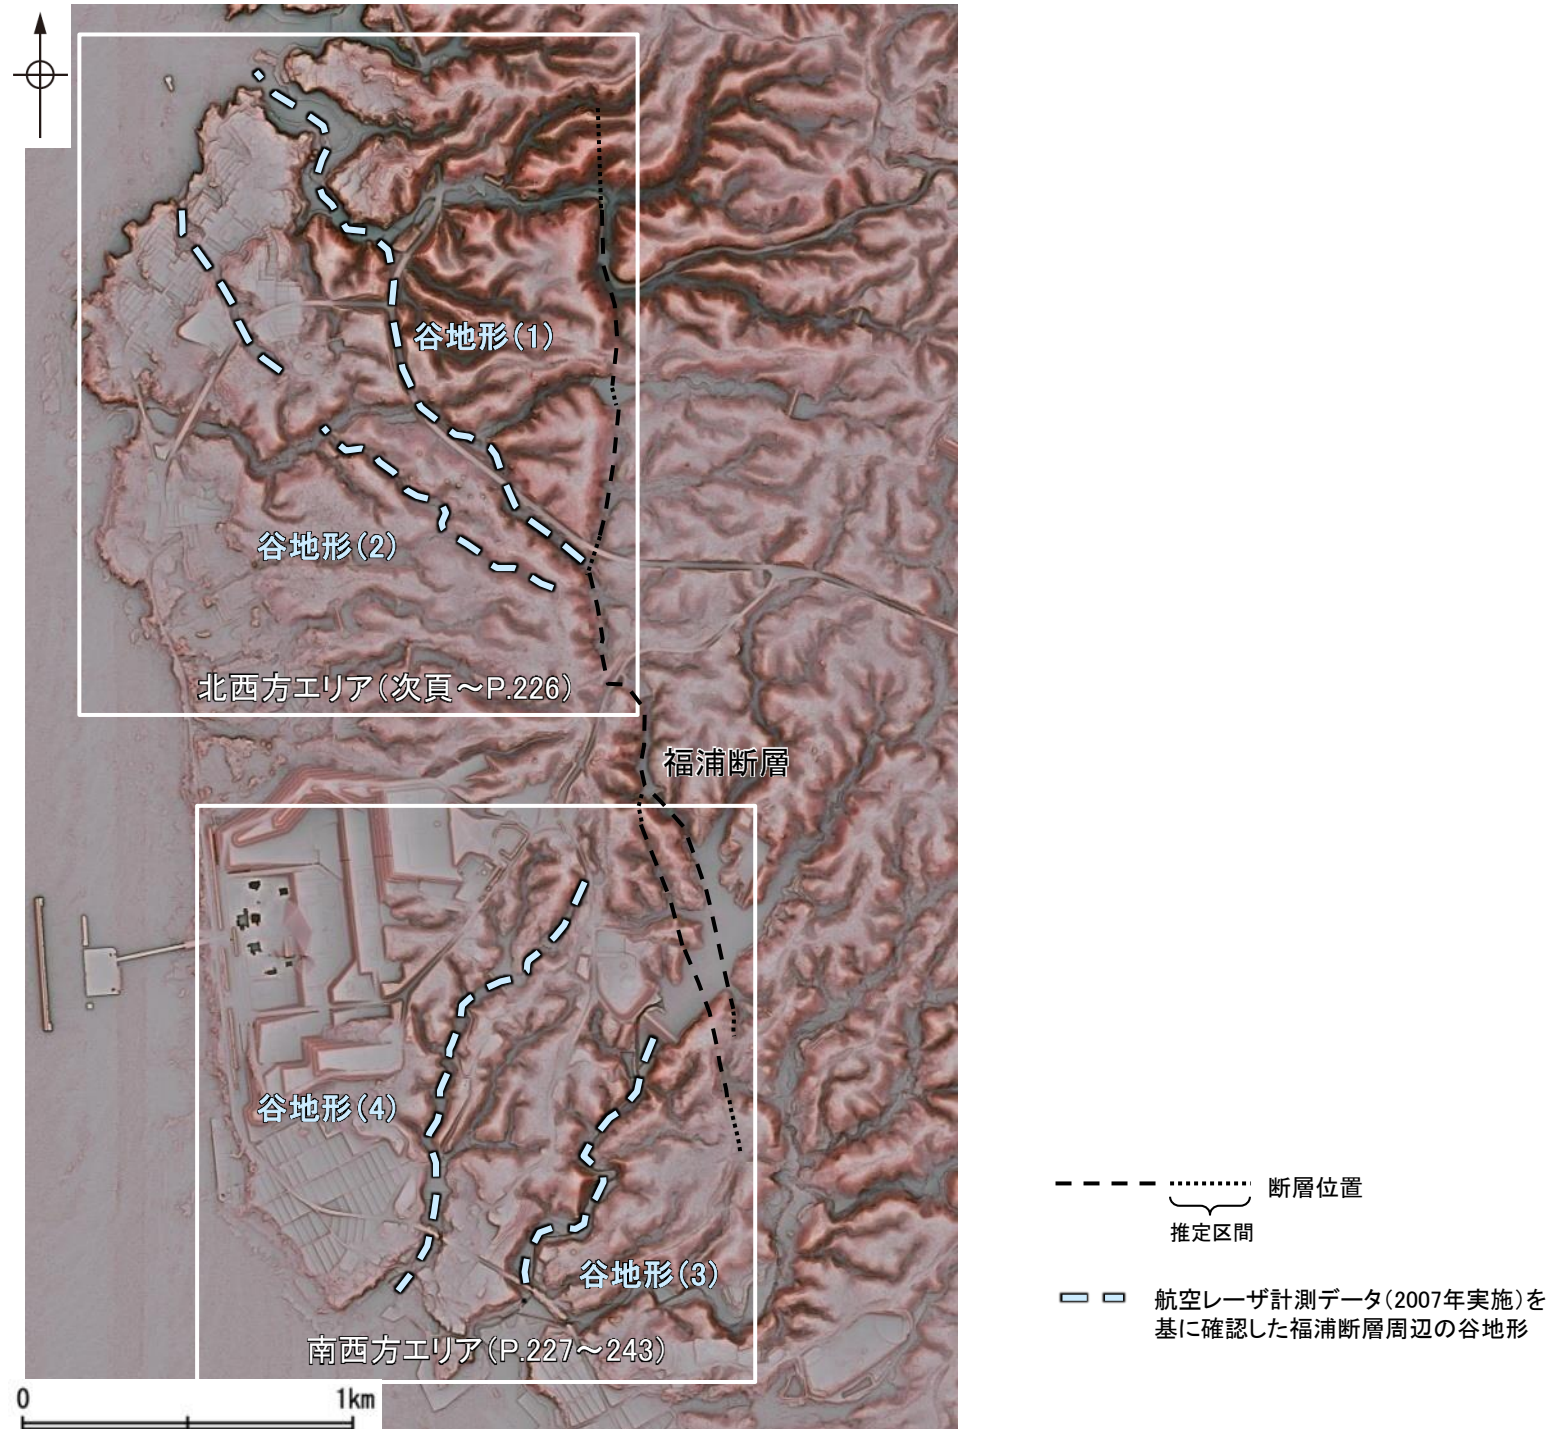 谷地形(1)
谷地形(2)
北西方エリア(次頁～P.226)
福浦断層
谷地形(4)
谷地形(3)
南西方エリア(P.227～243)
0 1km
断層位置
推定区間
航空レーザ計測データ(2007年実施)を
基に確認した福浦断層周辺の谷地形